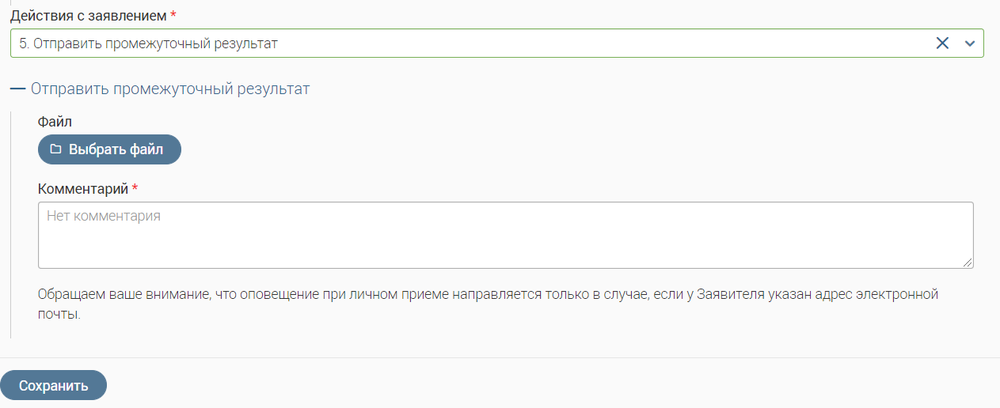 Действия с заявлением *
5. Отправить промежуточный результат
Отправить промежуточный результат
Файл
Выбрать файл
Комментарий *
Нет комментария
Обращаем ваше внимание, что оповещение при личном приеме направляется только в случае, если у Заявителя указан адрес электронной
почты.
Сохранить